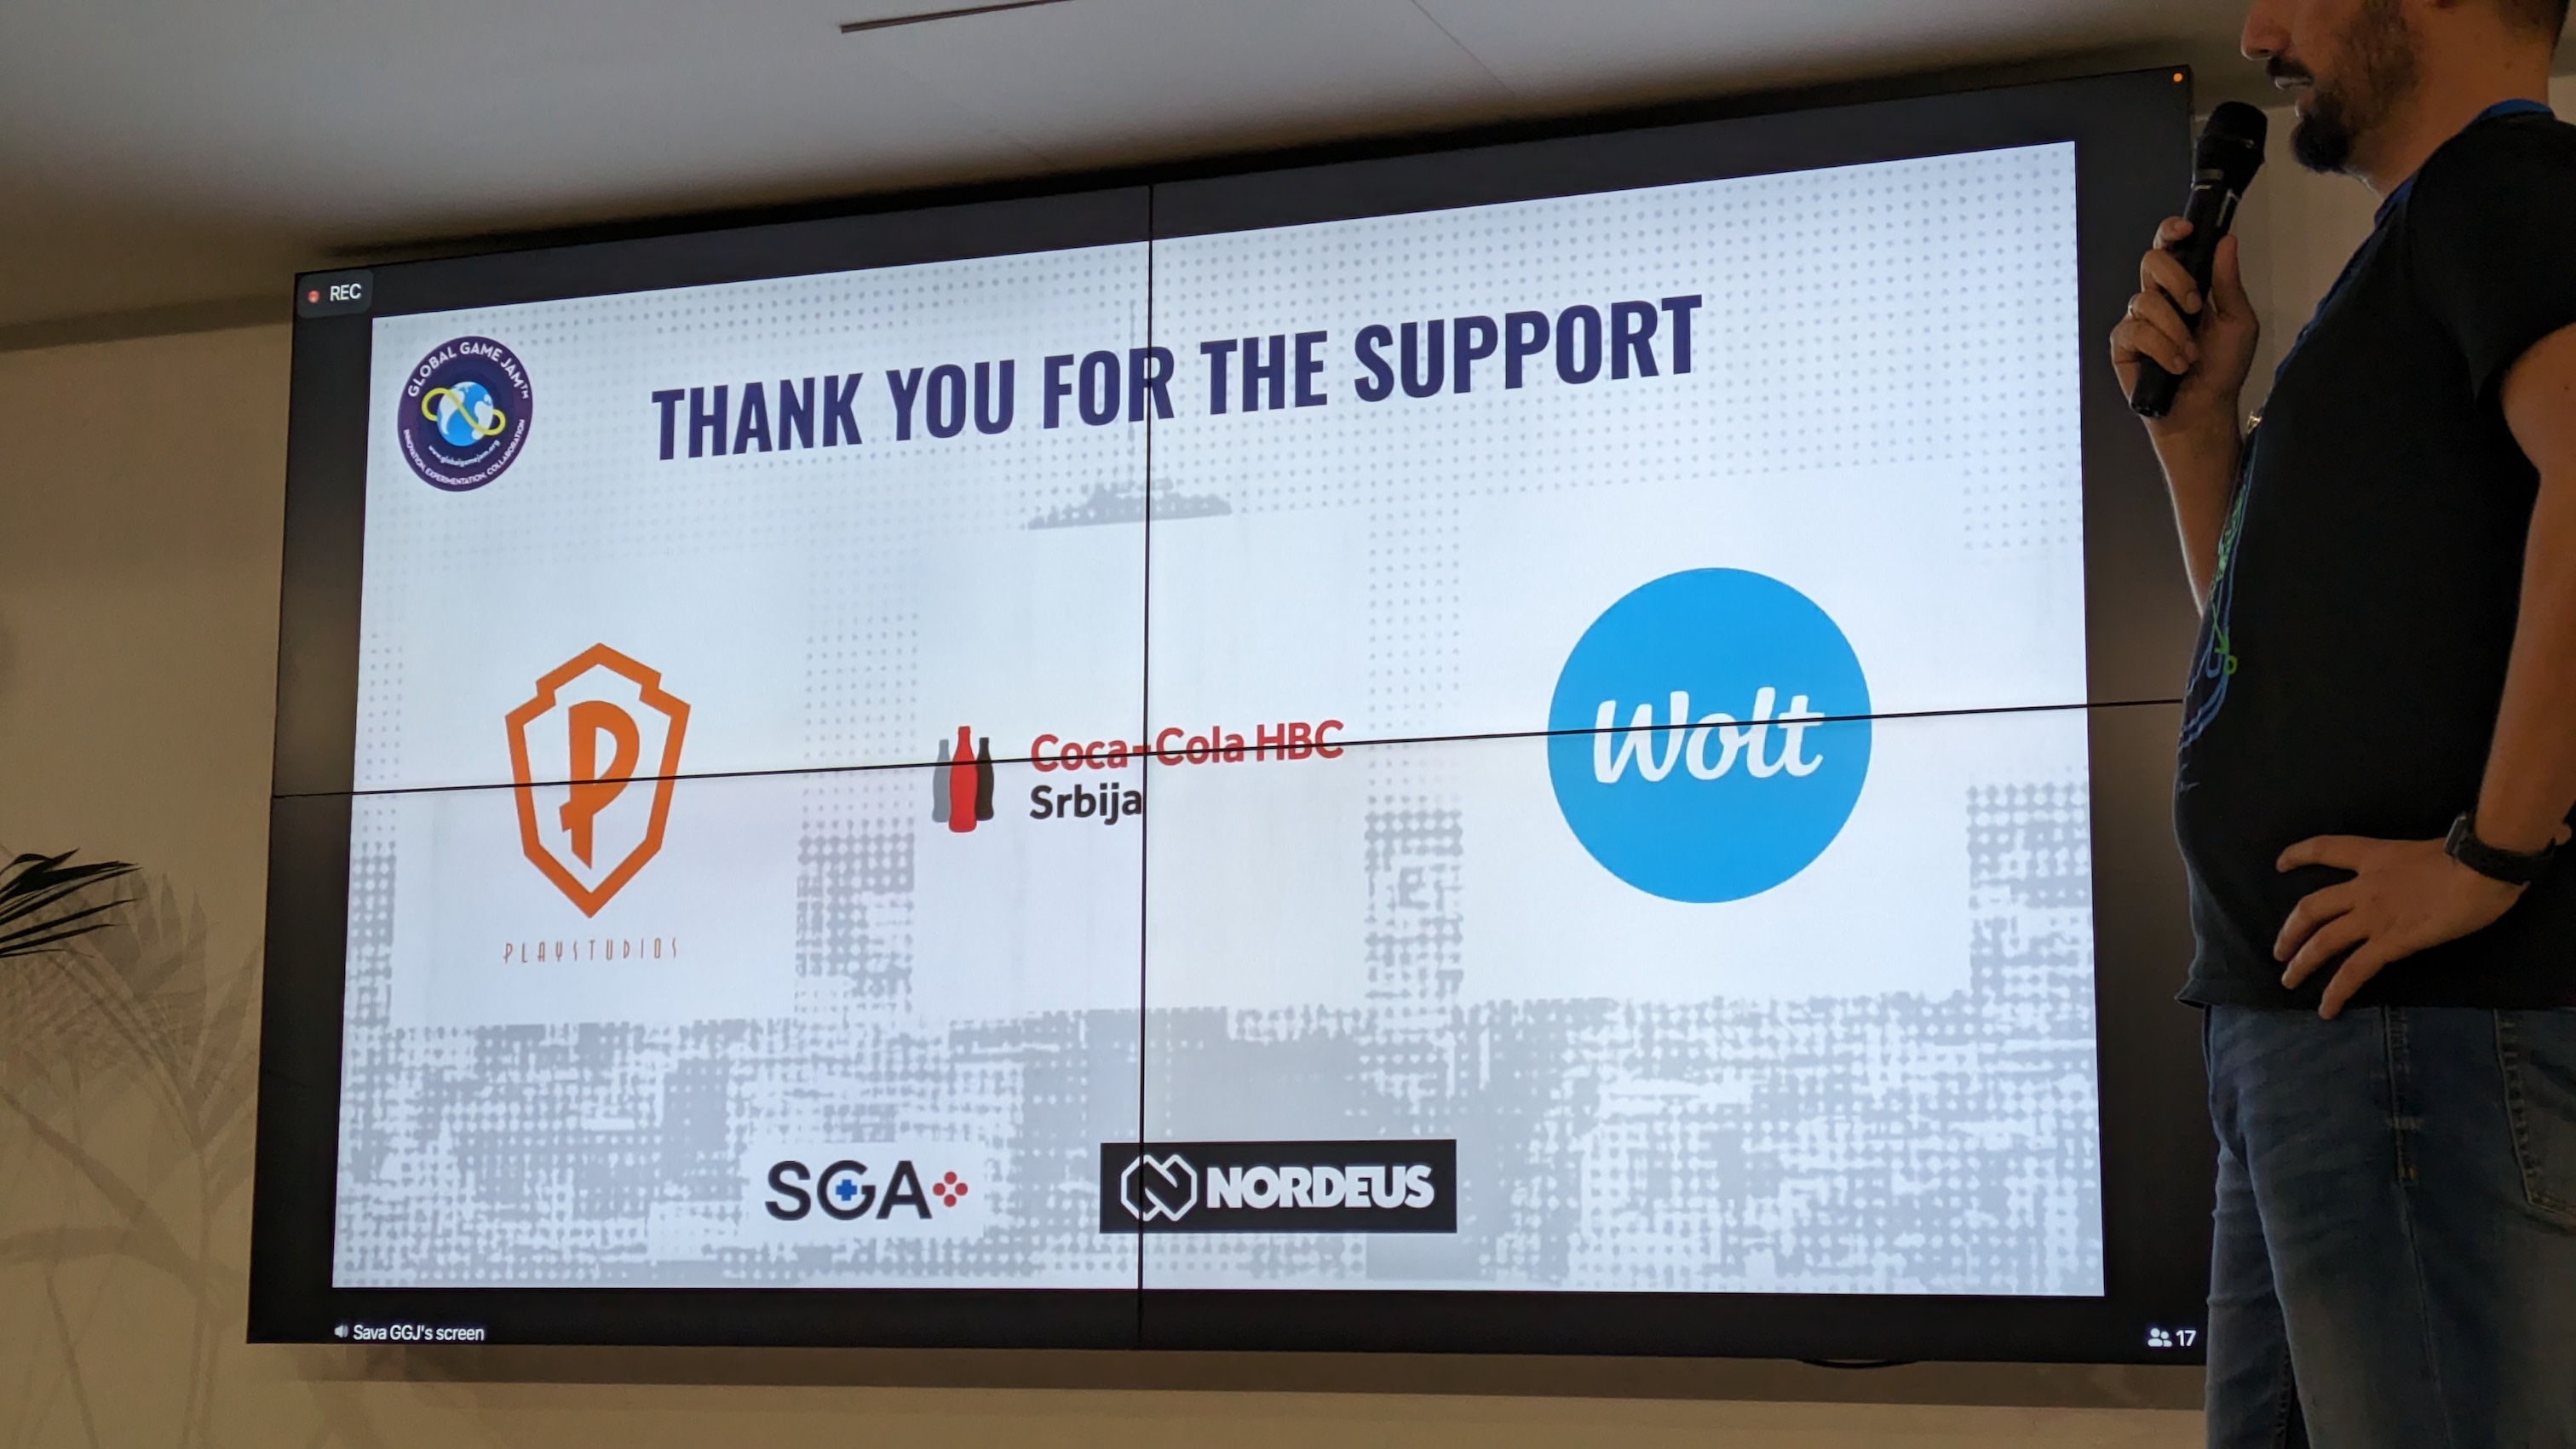 REC
GLOBAL GAME JAM™
www.globalgamejam.org
INNOVATION, EXPERIMENTATION, COLLABORATION
THANK YOU FOR THE SUPPORT
P
PLAYSTUDIOS
Coca-Cola HBC
Srbija
Wolt
SGA
NORDEUS
Sava GGJ's screen
17